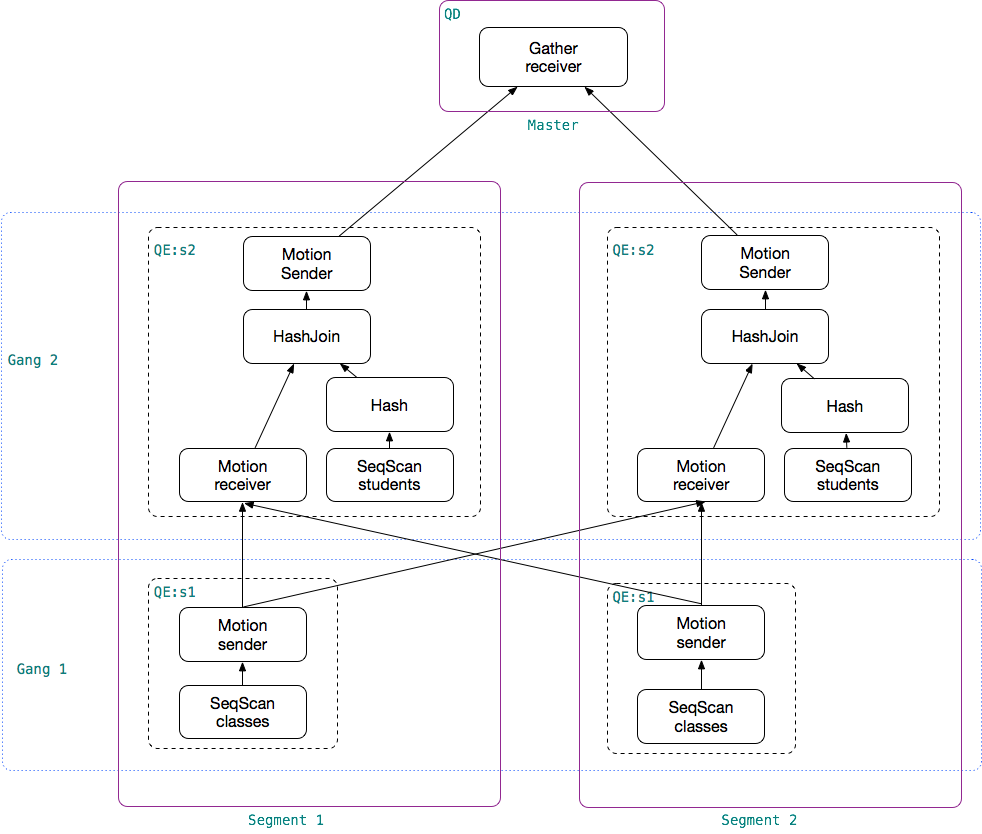 QD
Gather
receiver
Master
QE:s2
Motion
Sender
HashJoin
Hash
Motion
receiver
SeqScan
students
QE:s2
Motion
Sender
HashJoin
Hash
Motion
receiver
SeqScan
students
Gang 2
QE:s1
Motion
sender
SeqScan
classes
QE:s1
Motion
sender
SeqScan
classes
Gang 1
Segment 1
Segment 2